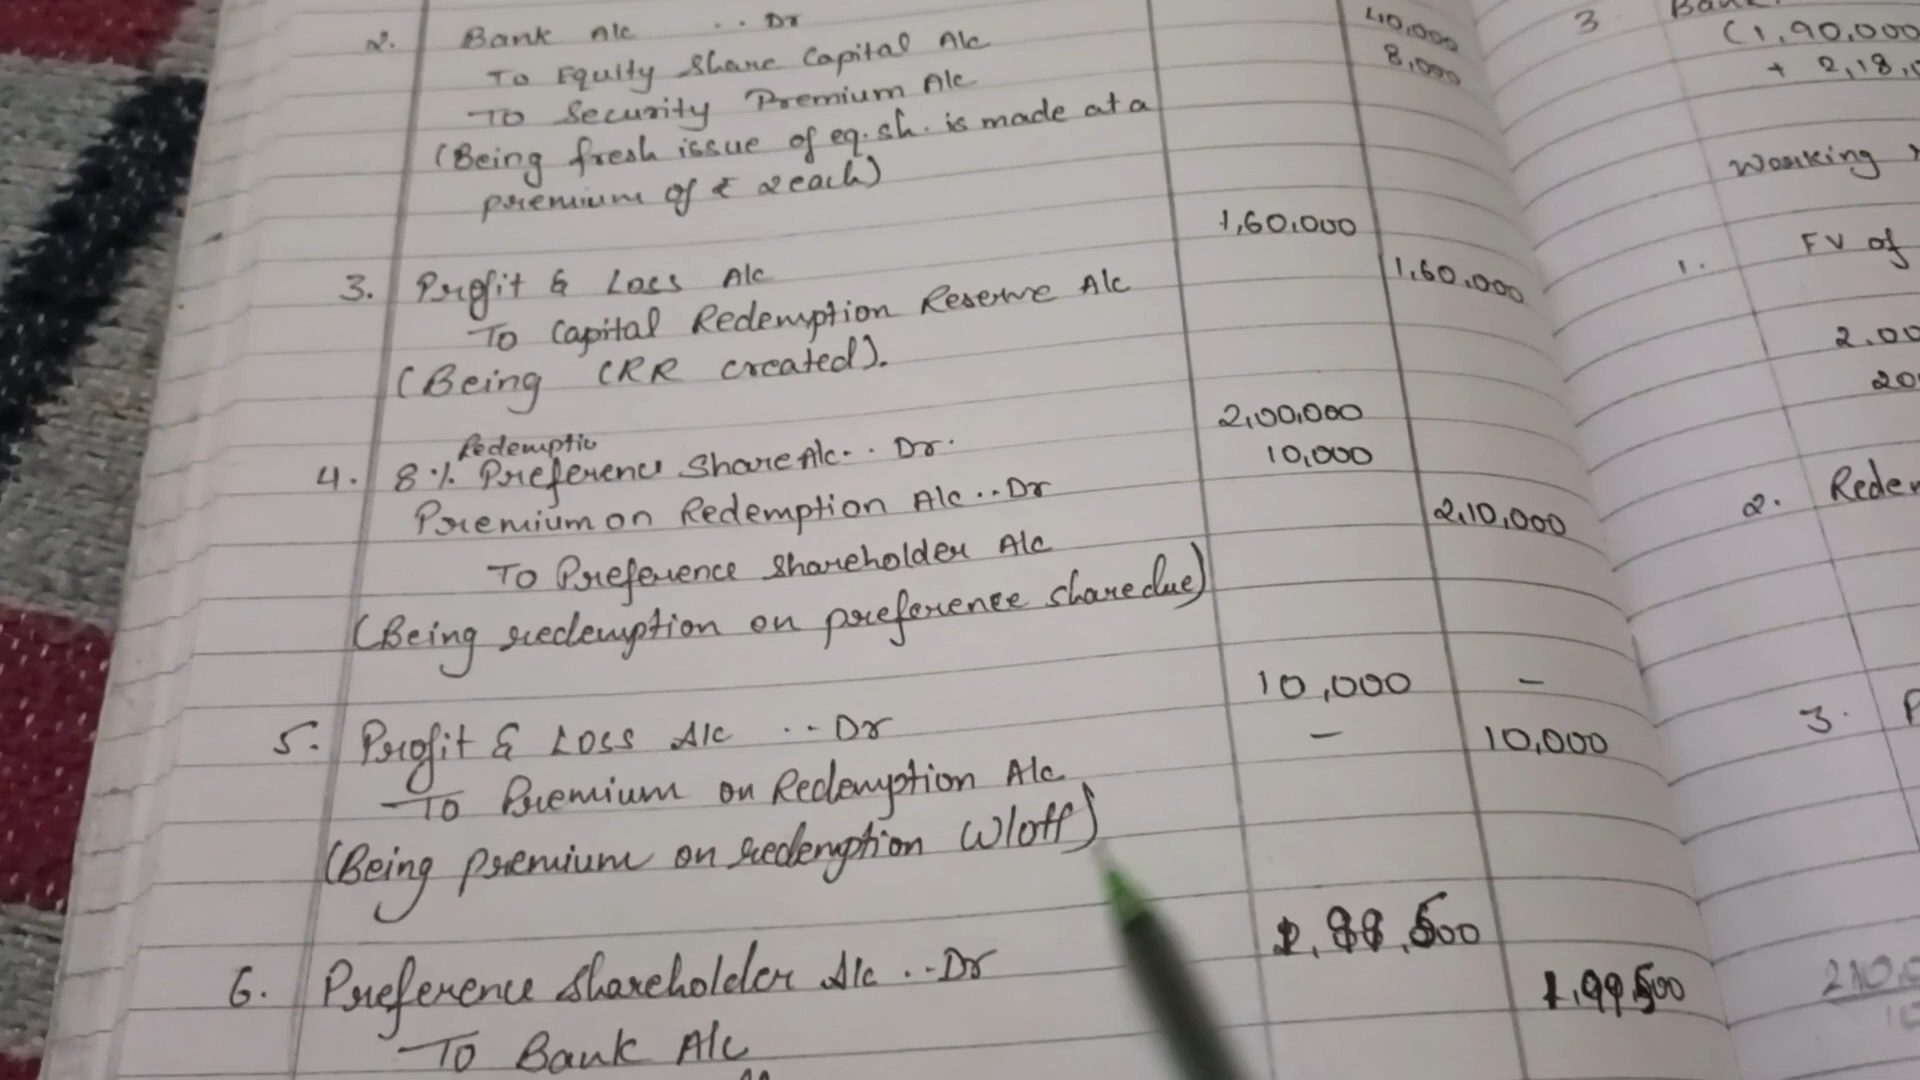 2. Bank A/c .. Dr
To Equity Share Capital A/c 40,000
To Security Premium A/c 8,000
(Being fresh issue of eq. sh. is made at a
premium of ₹ 2 each)
3. Profit & Loss A/c 1,60,000
To Capital Redemption Reserve A/c 1,60,000
(Being CRR created).
Redemptio
4. 8% Preference Share A/c .. Dr. 2,00,000
Premium on Redemption A/c .. Dr 10,000
To Preference Shareholder A/c 2,10,000
(Being redemption on preference share due)
5. Profit & Loss A/c .. Dr 10,000 -
To Premium on Redemption A/c - 10,000
(Being premium on redemption W/off)
6. Preference Shareholder A/c .. Dr
To Bank A/c 1,99,500
3
(1,90,000
+ 2,18,
Working
1. FV of
2,00
20
2. Redem
3. P